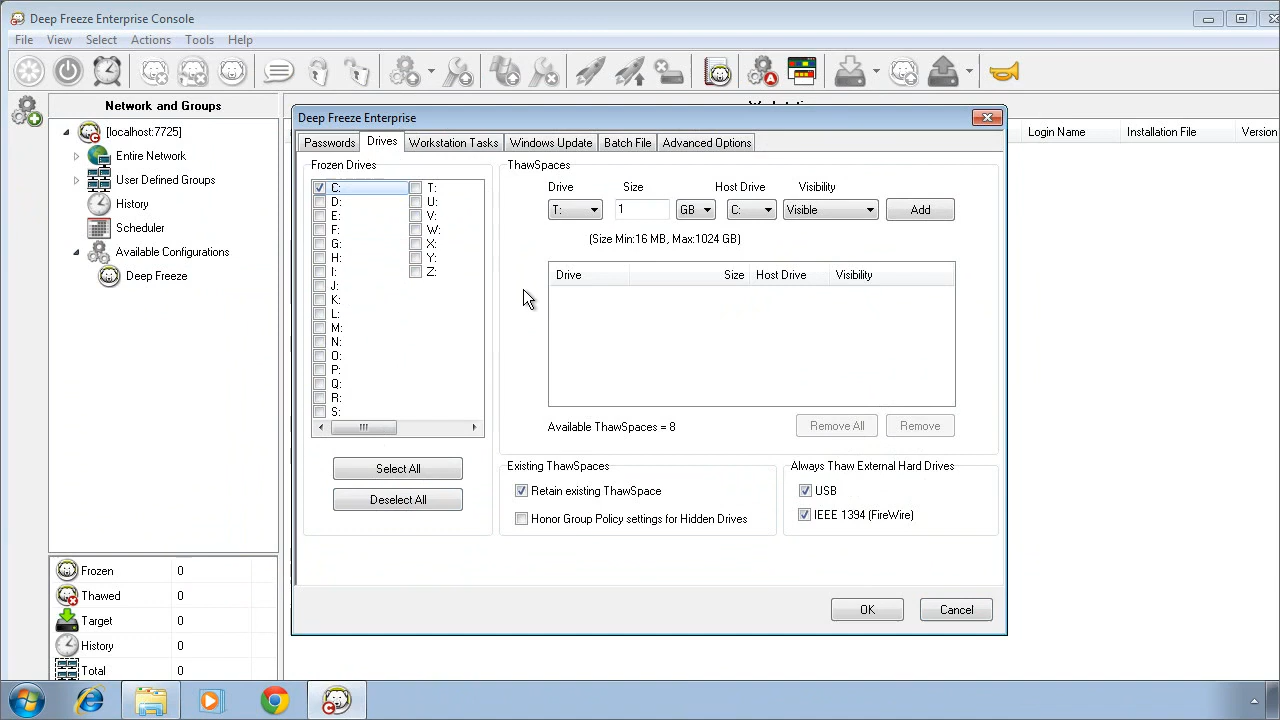 Deep Freeze Enterprise Console
File View Select Actions Tools Help
Network and Groups
[localhost:7725]
Entire Network
User Defined Groups
History
Scheduler
Available Configurations
Deep Freeze
Login Name Installation File Version
Deep Freeze Enterprise
Passwords Drives Workstation Tasks Windows Update Batch File Advanced Options
Frozen Drives
C: T:
D: U:
E: V:
F: W:
G: X:
H: Y:
I: Z:
J:
K:
L:
M:
N:
O:
P:
Q:
R:
S:
Select All
Deselect All
ThawSpaces
Drive Size Host Drive Visibility
T: 1 GB C: Visible Add
(Size Min:16 MB, Max:1024 GB)
Drive Size Host Drive Visibility
Available ThawSpaces = 8 Remove All Remove
Existing ThawSpaces
Retain existing ThawSpace
Honor Group Policy settings for Hidden Drives
Always Thaw External Hard Drives
USB
IEEE 1394 (FireWire)
OK Cancel
Frozen 0
Thawed 0
Target 0
History 0
Total 0